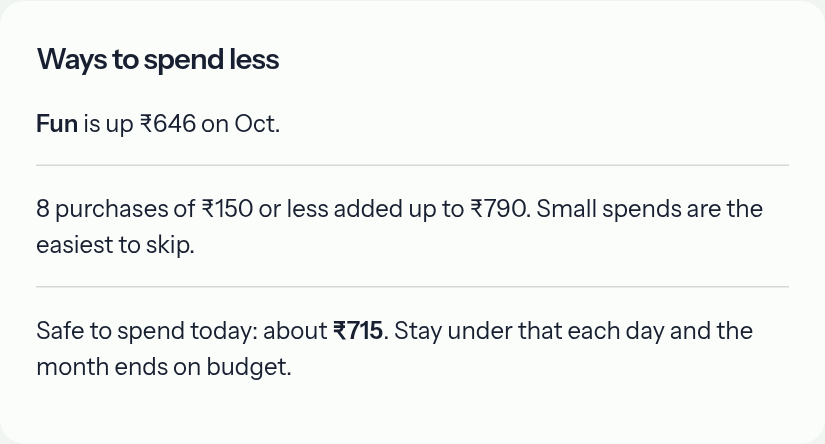 Ways to spend less
Fun is up ₹646 on Oct.
8 purchases of ₹150 or less added up to ₹790. Small spends are the
easiest to skip.
Safe to spend today: about ₹715. Stay under that each day and the
month ends on budget.